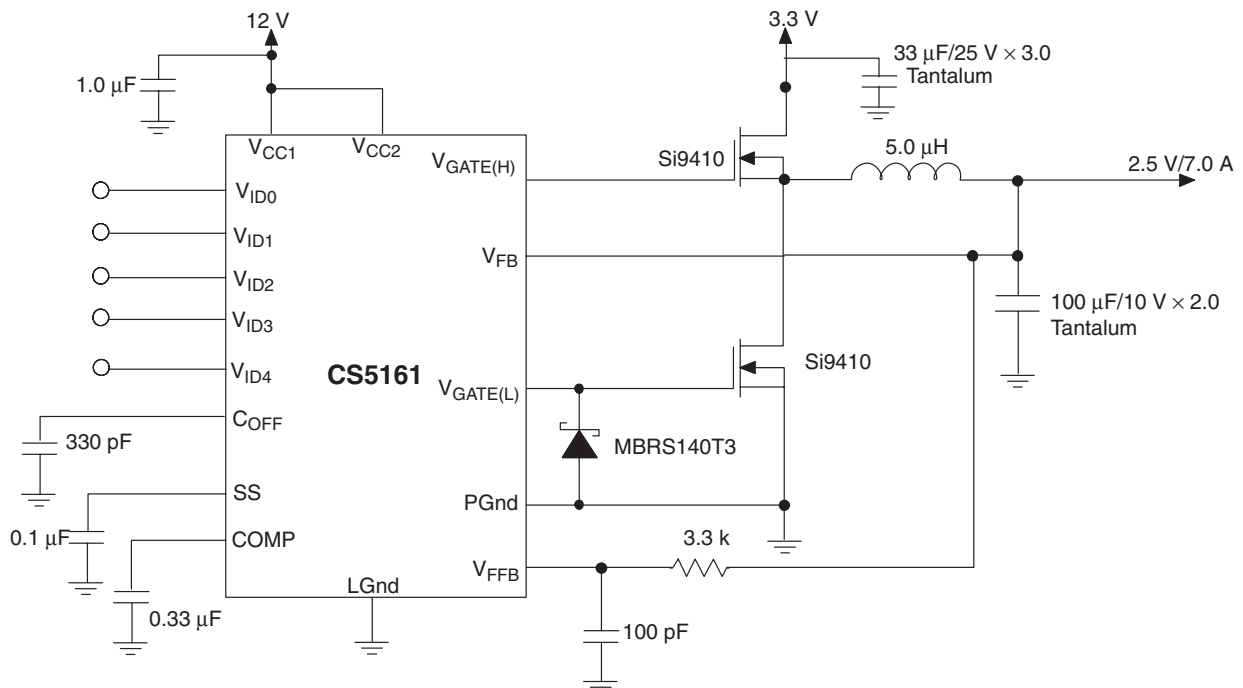 12 V
3.3 V
1.0 μF
33 μF/25 V × 3.0
Tantalum
VCC1
VCC2
VGATE(H)
Si9410
5.0 μH
2.5 V/7.0 A
VID0
VID1
VFB
VID2
VID3
100 μF/10 V × 2.0
Tantalum
VID4
CS5161
VGATE(L)
Si9410
COFF
330 pF
MBRS140T3
SS
PGnd
0.1 μF
COMP
3.3 k
VFFB
LGnd
0.33 μF
100 pF